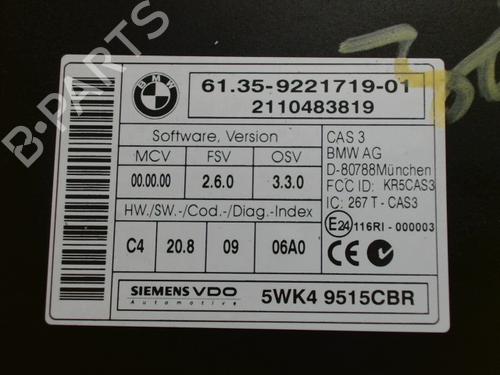 BMW
61.35-9221719-01
2110483819
Software, Version
MCV FSV OSV
00.00.00 2.6.0 3.3.0
HW./SW.-/Cod.-/Diag.-Index
C4 20.8 09 06A0
CAS 3
BMW AG
D-80788München
FCC ID: KR5CAS3
IC: 267 T - CAS3
E24 116RI - 000003
CE
SIEMENS VDO
Automotive
5WK4 9515CBR
B-PARTS